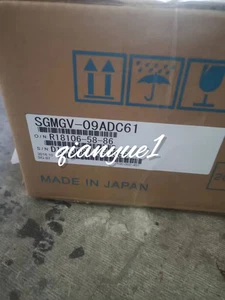 SGMGV-09ADC61
O/N R18106-58-86
S/N
qianyue1
MADE IN JAPAN